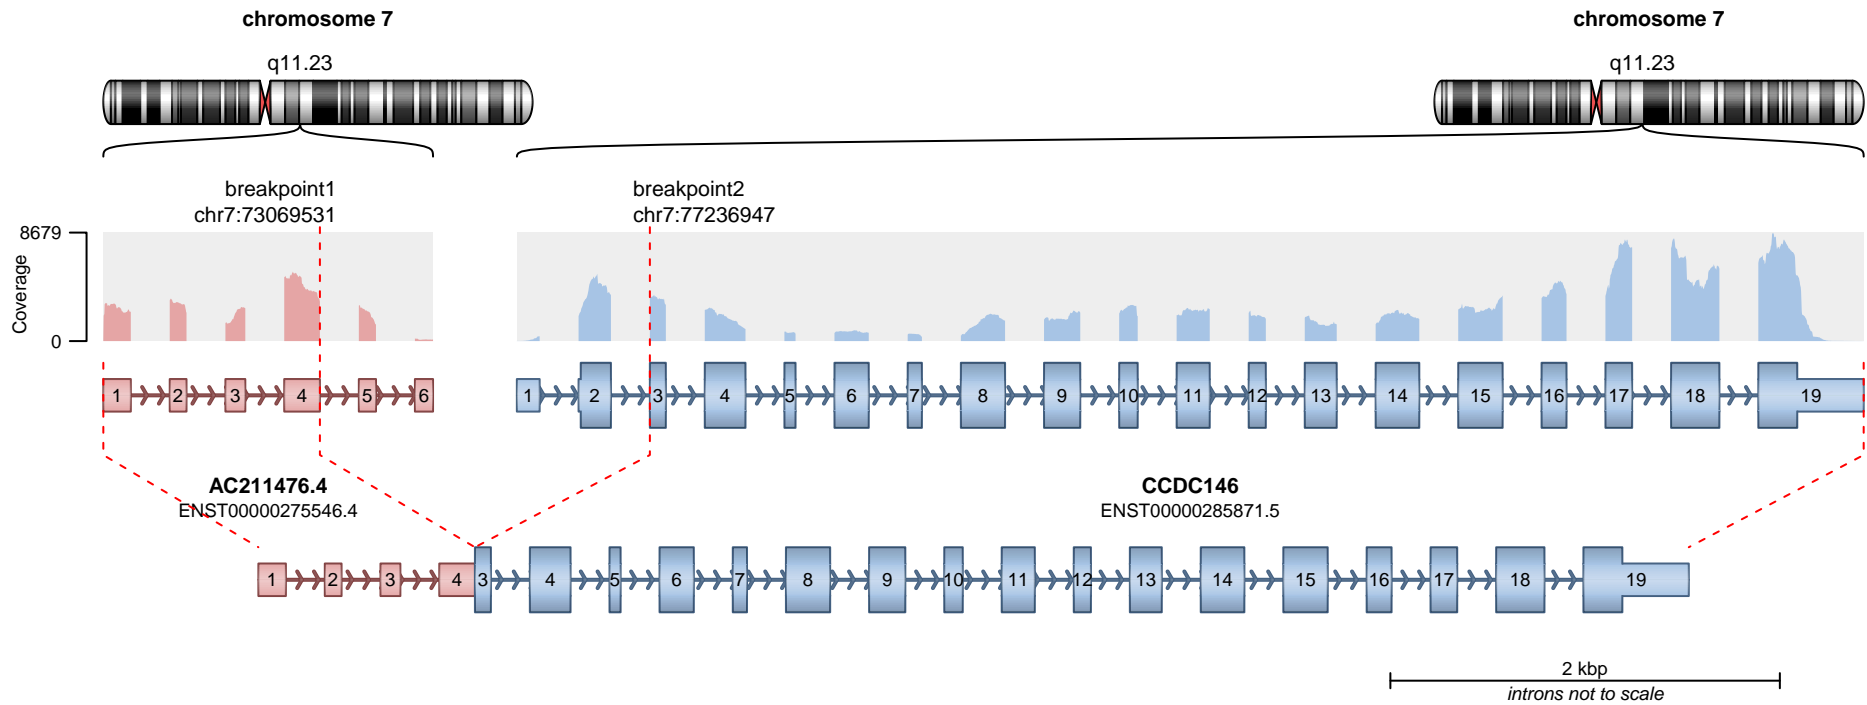 chromosome 7
chromosome 7
q11.23
q11.23
breakpoint1
chr7:73069531
breakpoint2
chr7:77236947
8679
0
Coverage
1 2 3 4 5 6
1 2 3 4 5 6 7 8 9 10 11 12 13 14 15 16 17 18 19
AC211476.4
ENST00000275546.4
CCDC146
ENST00000285871.5
1 2 3 4 3 4 5 6 7 8 9 10 11 12 13 14 15 16 17 18 19
2 kbp
introns not to scale